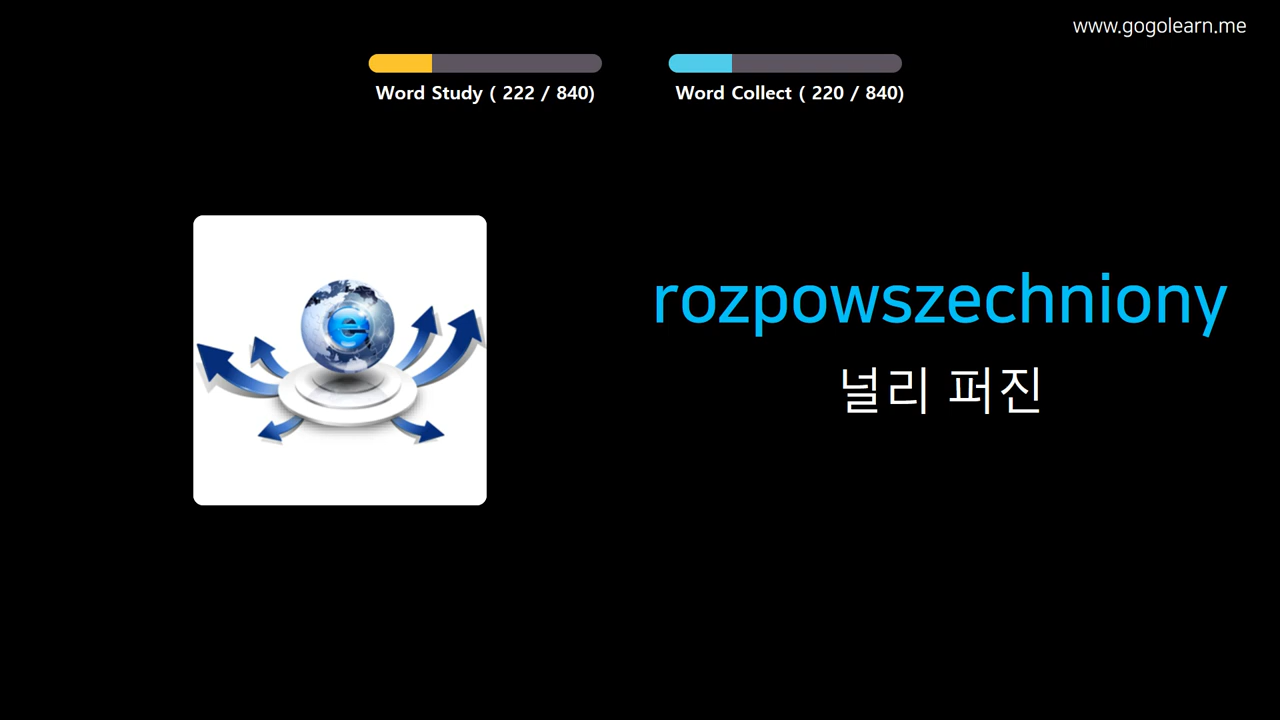 www.gogolearn.me
Word Study ( 222 / 840)
Word Collect ( 220 / 840)
e
rozpowszechniony
널리 퍼진